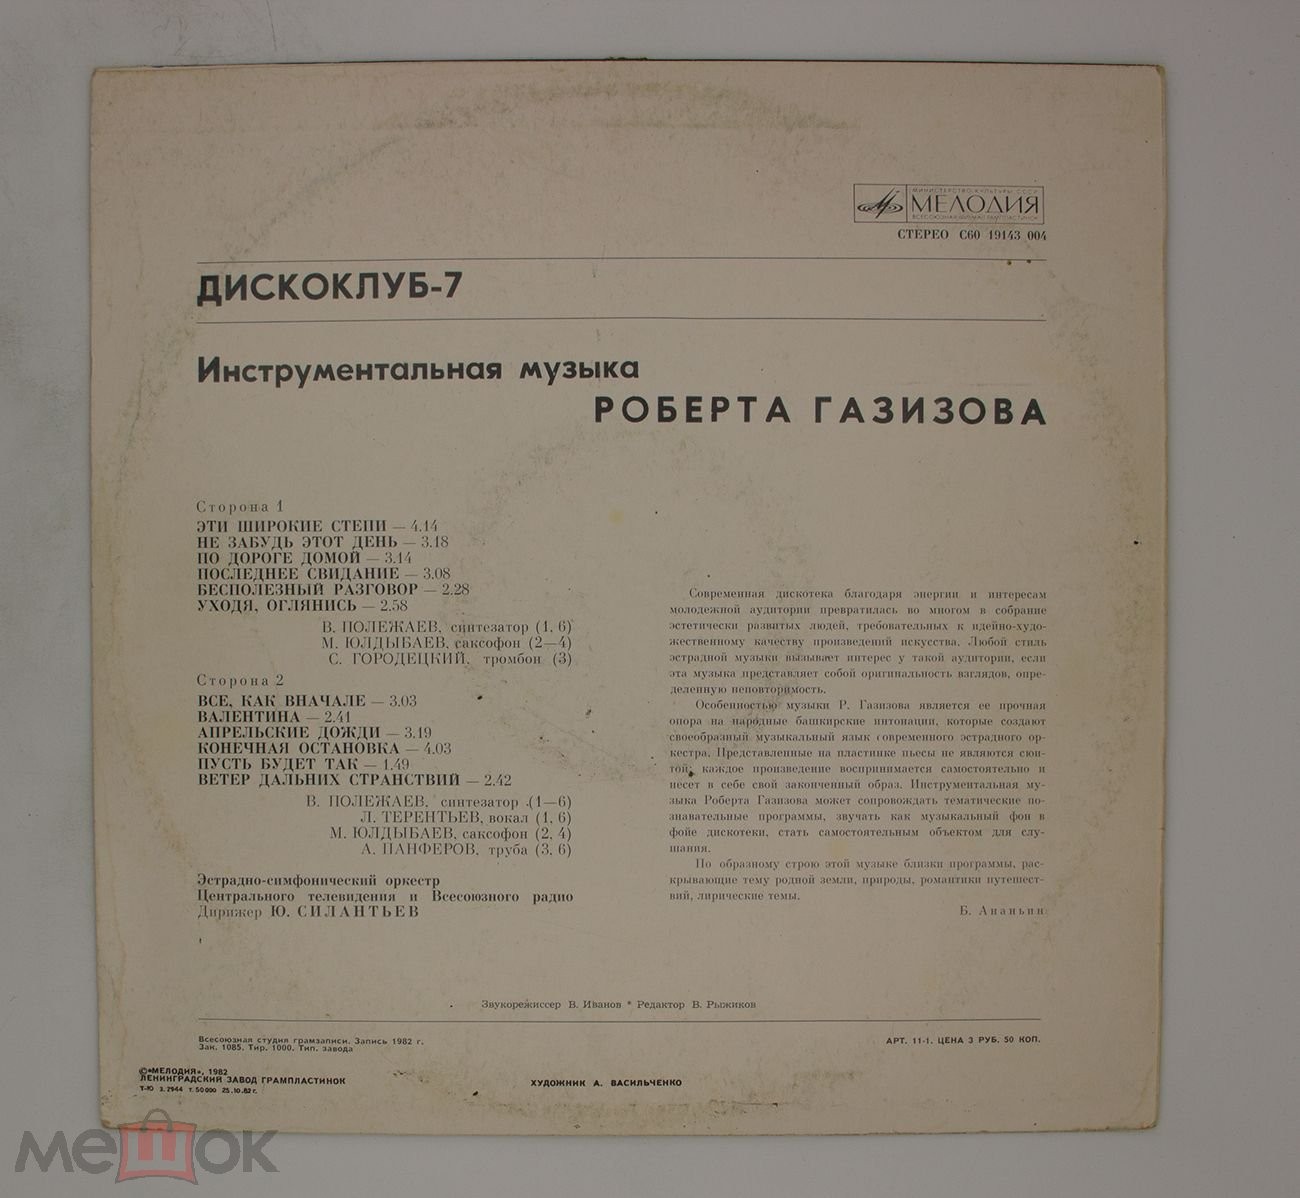 МИНИСТЕРСТВО КУЛЬТУРЫ СССР
МЕЛОДИЯ
ВСЕСОЮЗНАЯ ФИРМА ГРАМПЛАСТИНОК
СТЕРЕО С60 19143 004
ДИСКОКЛУБ-7
Инструментальная музыка
РОБЕРТА ГАЗИЗОВА
Сторона 1
ЭТИ ШИРОКИЕ СТЕПИ — 4.14
НЕ ЗАБУДЬ ЭТОТ ДЕНЬ — 3.18
ПО ДОРОГЕ ДОМОЙ — 3.14
ПОСЛЕДНЕЕ СВИДАНИЕ — 3.08
БЕСПОЛЕЗНЫЙ РАЗГОВОР — 2.28
УХОДЯ, ОГЛЯНИСЬ — 2.58
В. ПОЛЕЖАЕВ, синтезатор (1, 6)
М. ЮЛДЫБАЕВ, саксофон (2—4)
С. ГОРОДЕЦКИЙ, тромбон (3)
Сторона 2
ВСЕ, КАК ВНАЧАЛЕ — 3.03
ВАЛЕНТИНА — 2.41
АПРЕЛЬСКИЕ ДОЖДИ — 3.19
КОНЕЧНАЯ ОСТАНОВКА — 4.03
ПУСТЬ БУДЕТ ТАК — 1.49
ВЕТЕР ДАЛЬНИХ СТРАНСТВИЙ — 2.42
В. ПОЛЕЖАЕВ, синтезатор (1—6)
Л. ТЕРЕНТЬЕВ, вокал (1, 6)
М. ЮЛДЫБАЕВ, саксофон (2, 4)
А. ПАНФЕРОВ, труба (3, 6)
Эстрадно-симфонический оркестр
Центрального телевидения и Всесоюзного радио
Дирижер Ю. СИЛАНТЬЕВ
Современная дискотека благодаря энергии и интересам
молодежной аудитории превратилась во многом в собрание
эстетически развитых людей, требовательных к идейно-худо-
жественному качеству произведений искусства. Любой стиль
эстрадной музыки вызывает интерес у такой аудитории, если
эта музыка представляет собой оригинальность взглядов, опре-
деленную неповторимость.
Особенностью музыки Р. Газизова является ее прочная
опора на народные башкирские интонации, которые создают
своеобразный музыкальный язык современного эстрадного ор-
кестра. Представленные на пластинке пьесы не являются сюи-
той; каждое произведение воспринимается самостоятельно и
несет в себе свой законченный образ. Инструментальная му-
зыка Роберта Газизова может сопровождать тематические по-
знавательные программы, звучать как музыкальный фон в
фойе дискотеки, стать самостоятельным объектом для слу-
шания.
По образному строю этой музыке близки программы, рас-
крывающие тему родной земли, природы, романтики путешест-
вий, лирические темы.
Б. Ананьин
Звукорежиссер В. Иванов * Редактор В. Рыжиков
Всесоюзная студия грамзаписи. Запись 1982 г.
Зак. 1085. Тир. 1000. Тип. завода
АРТ. 11-1. ЦЕНА 3 РУБ. 50 КОП.
©«МЕЛОДИЯ», 1982
ЛЕНИНГРАДСКИЙ ЗАВОД ГРАМПЛАСТИНОК
Т-Ю з. 2944 т. 50000 25.10.82 г.
ХУДОЖНИК А. ВАСИЛЬЧЕНКО
мешок